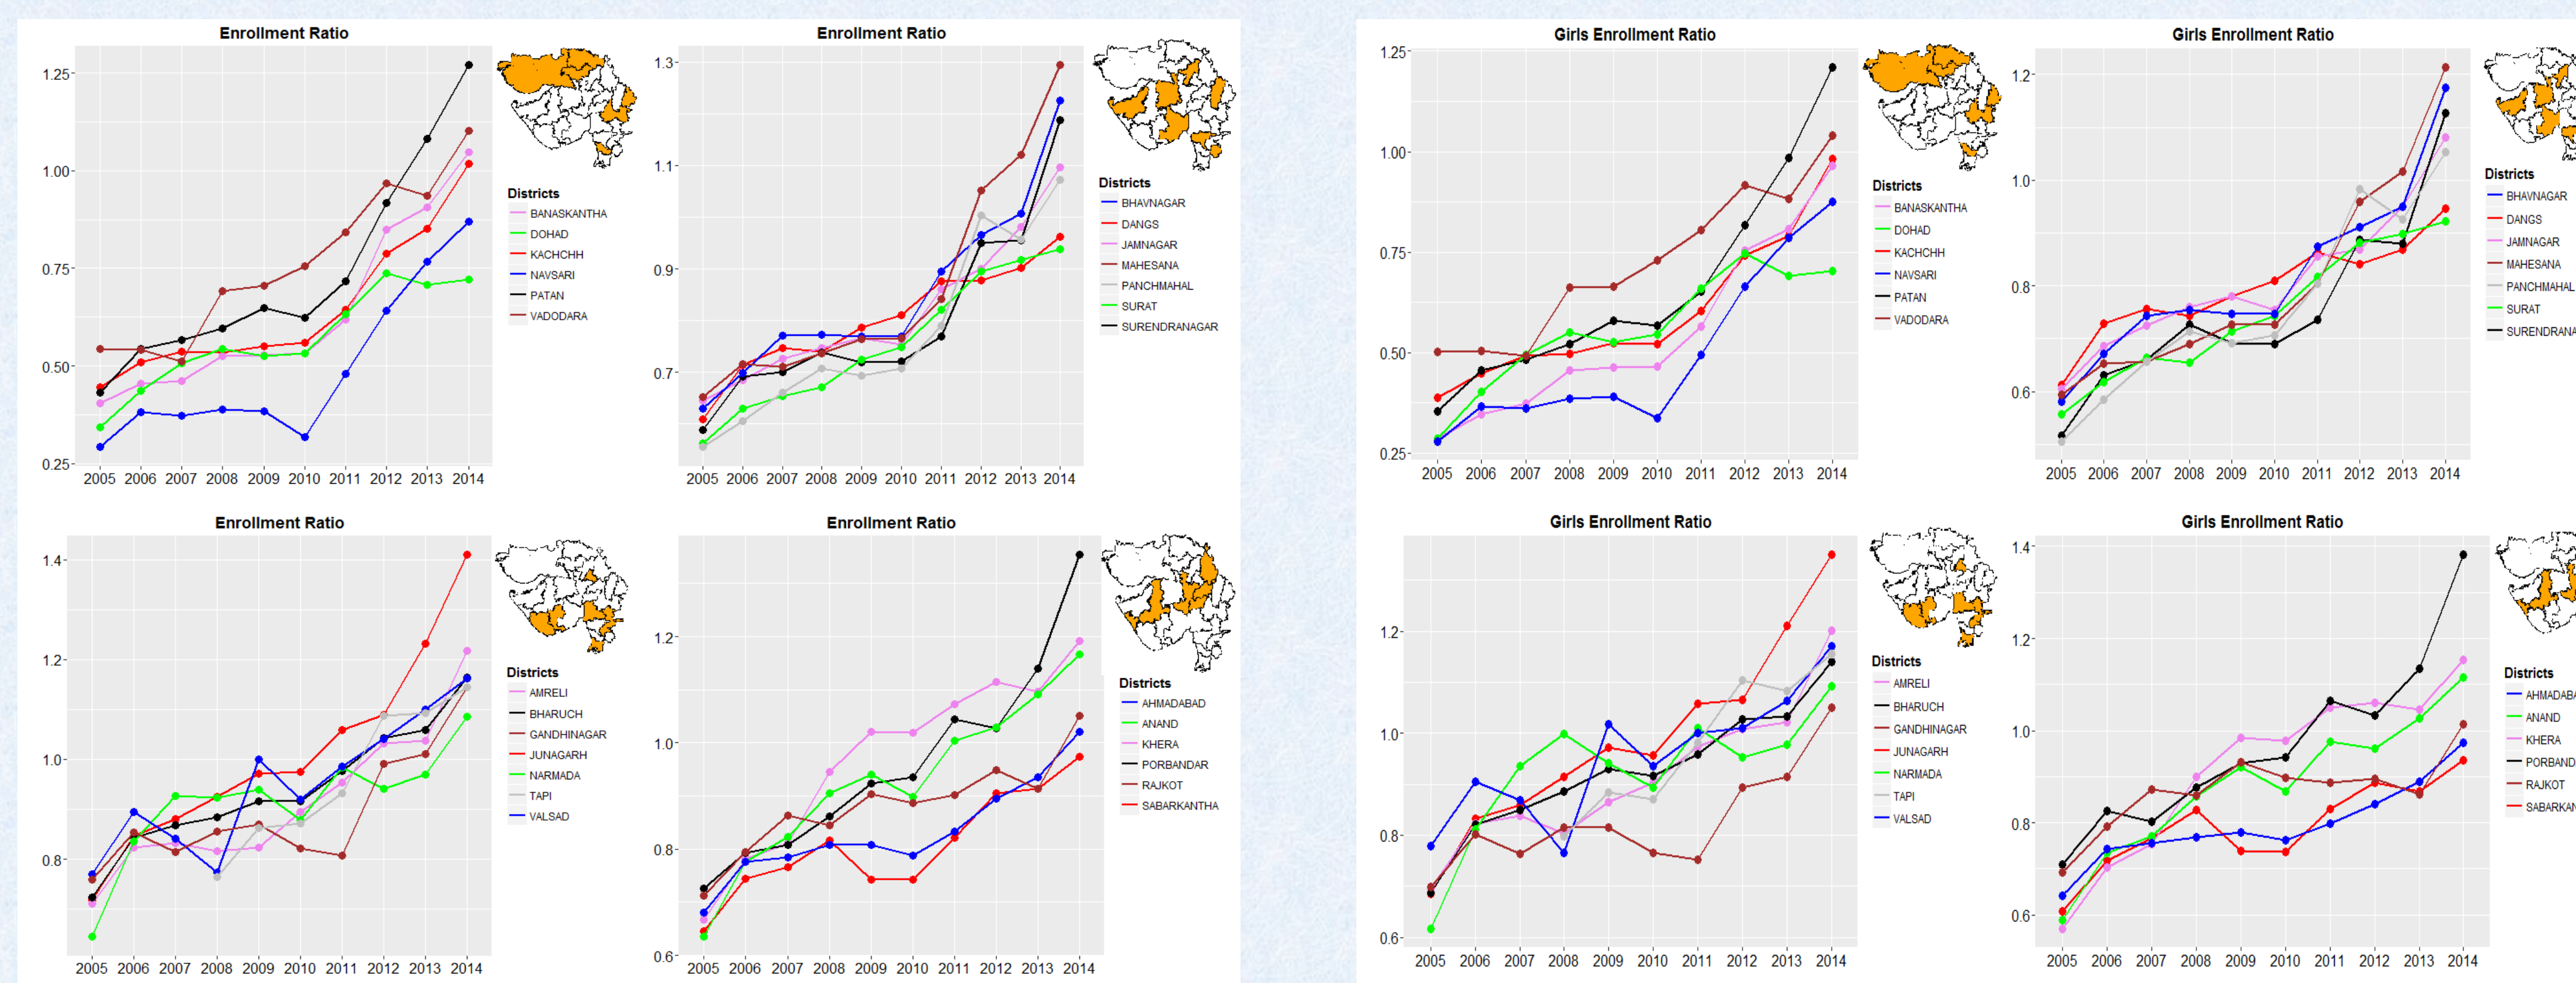 Enrollment Ratio
1.25
1.00
0.75
0.50
0.25
2005 2006 2007 2008 2009 2010 2011 2012 2013 2014
Districts
BANASKANTHA
DOHAD
KACHCHH
NAVSARI
PATAN
VADODARA
Enrollment Ratio
1.3
1.1
0.9
0.7
2005 2006 2007 2008 2009 2010 2011 2012 2013 2014
Districts
BHAVNAGAR
DANGS
JAMNAGAR
MAHESANA
PANCHMAHAL
SURAT
SURENDRANAGAR
Girls Enrollment Ratio
1.25
1.00
0.75
0.50
0.25
2005 2006 2007 2008 2009 2010 2011 2012 2013 2014
Districts
BANASKANTHA
DOHAD
KACHCHH
NAVSARI
PATAN
VADODARA
Girls Enrollment Ratio
1.2
1.0
0.8
0.6
2005 2006 2007 2008 2009 2010 2011 2012 2013 2014
Districts
BHAVNAGAR
DANGS
JAMNAGAR
MAHESANA
PANCHMAHAL
SURAT
SURENDRANA
Enrollment Ratio
1.4
1.2
1.0
0.8
2005 2006 2007 2008 2009 2010 2011 2012 2013 2014
Districts
AMRELI
BHARUCH
GANDHINAGAR
JUNAGARH
NARMADA
TAPI
VALSAD
Enrollment Ratio
1.2
1.0
0.8
0.6
2005 2006 2007 2008 2009 2010 2011 2012 2013 2014
Districts
AHMADABAD
ANAND
KHERA
PORBANDAR
RAJKOT
SABARKANTHA
Girls Enrollment Ratio
1.2
1.0
0.8
0.6
2005 2006 2007 2008 2009 2010 2011 2012 2013 2014
Districts
AMRELI
BHARUCH
GANDHINAGAR
JUNAGARH
NARMADA
TAPI
VALSAD
Girls Enrollment Ratio
1.4
1.2
1.0
0.8
0.6
2005 2006 2007 2008 2009 2010 2011 2012 2013 2014
Districts
AHMADABA
ANAND
KHERA
PORBAND
RAJKOT
SABARKAN